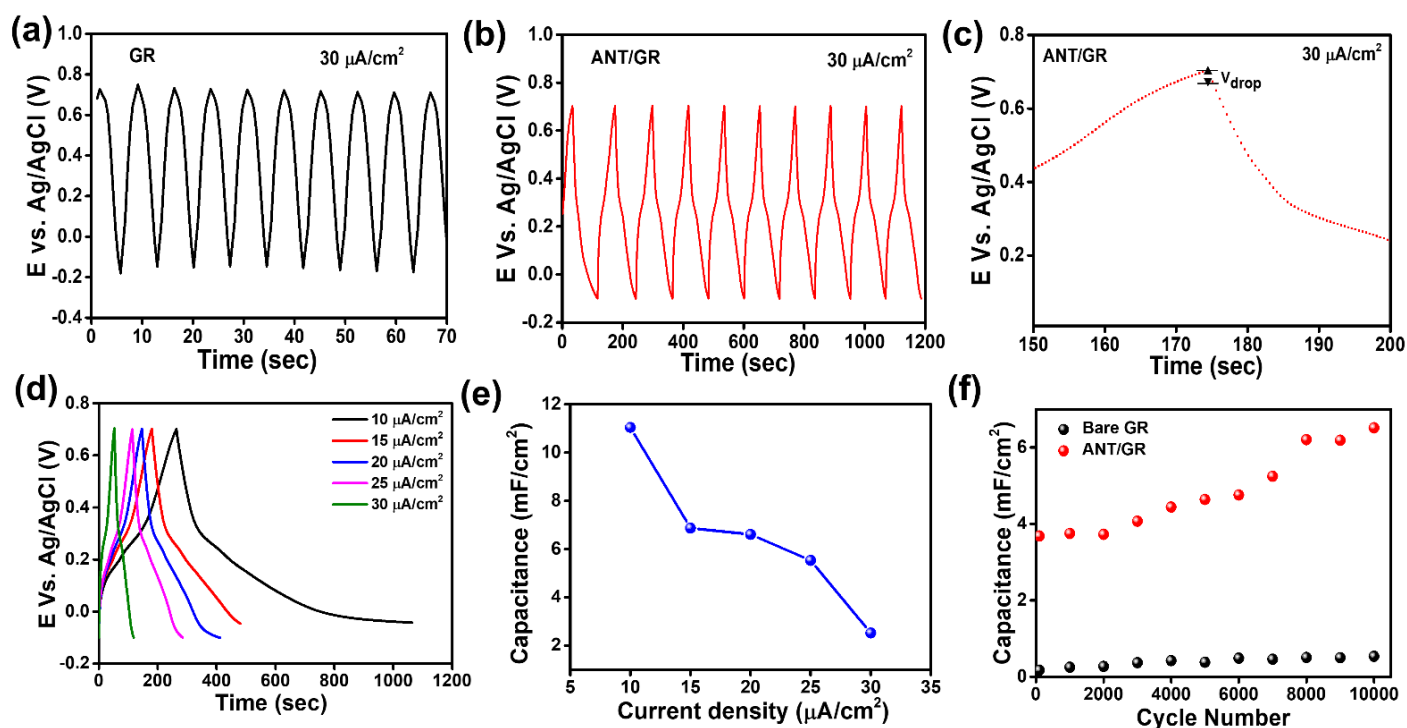 (a)
GR
30 µA/cm²
E vs. Ag/AgCl (V)
1.0
0.8
0.6
0.4
0.2
0.0
-0.2
-0.4
0 10 20 30 40 50 60 70
Time (sec)
(b)
ANT/GR
30 µA/cm²
E Vs. Ag/AgCl (V)
1.0
0.8
0.6
0.4
0.2
0.0
-0.2
0 200 400 600 800 1000 1200
Time (sec)
(c)
ANT/GR
30 µA/cm²
Vdrop
E Vs. Ag/AgCl (V)
0.8
0.6
0.4
0.2
150 160 170 180 190 200
Time (sec)
(d)
E Vs. Ag/AgCl (V)
0.8
0.6
0.4
0.2
0.0
-0.2
10 µA/cm²
15 µA/cm²
20 µA/cm²
25 µA/cm²
30 µA/cm²
0 200 400 600 800 1000 1200
Time (sec)
(e)
Capacitance (mF/cm²)
12
10
8
6
4
2
5 10 15 20 25 30 35
Current density (µA/cm²)
(f)
Bare GR
ANT/GR
Capacitance (mF/cm²)
6
4
2
0
0 2000 4000 6000 8000 10000
Cycle Number